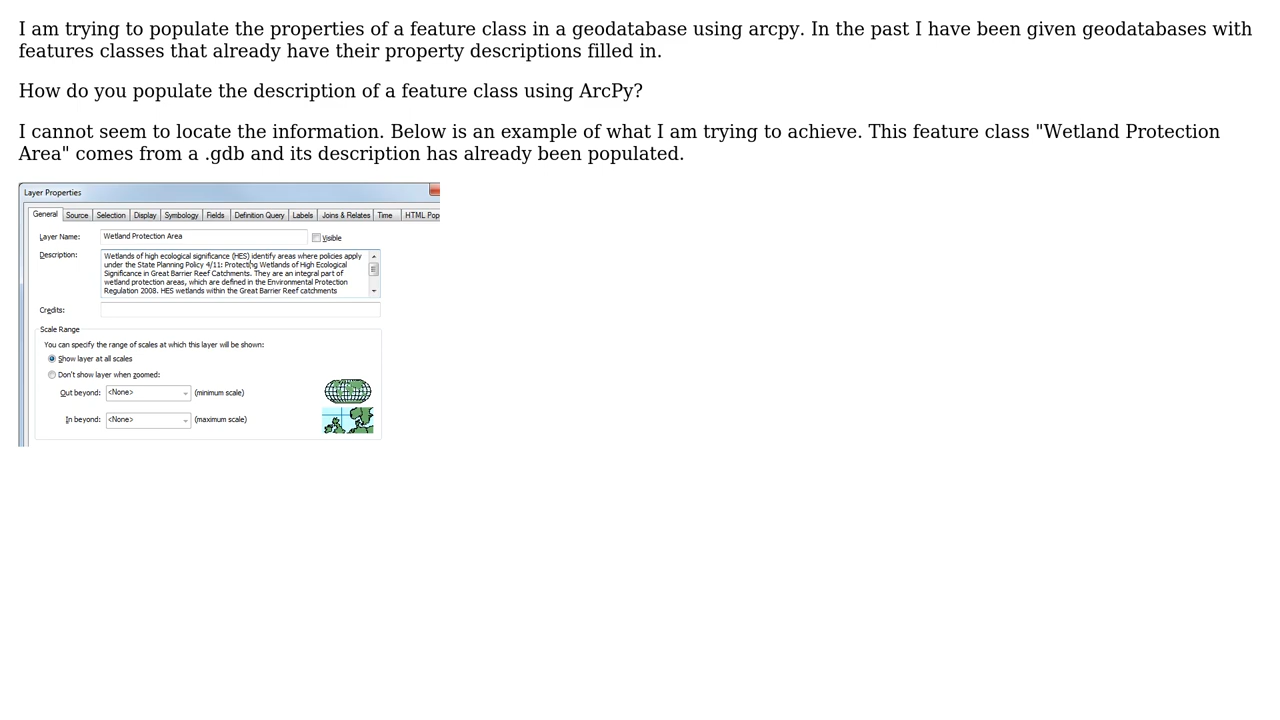 I am trying to populate the properties of a feature class in a geodatabase using arcpy. In the past I have been given geodatabases with
features classes that already have their property descriptions filled in.
How do you populate the description of a feature class using ArcPy?
I cannot seem to locate the information. Below is an example of what I am trying to achieve. This feature class "Wetland Protection
Area" comes from a .gdb and its description has already been populated.
Layer Properties
General Source Selection Display Symbology Fields Definition Query Labels Joins & Relates Time HTML Pop
Layer Name: Wetland Protection Area Visible
Description: Wetlands of high ecological significance (HES) identify areas where policies apply
under the State Planning Policy 4/11: Protecting Wetlands of High Ecological
Significance in Great Barrier Reef Catchments. They are an integral part of
wetland protection areas, which are defined in the Environmental Protection
Regulation 2008. HES wetlands within the Great Barrier Reef catchments
Credits:
Scale Range
You can specify the range of scales at which this layer will be shown:
Show layer at all scales
Don't show layer when zoomed:
Out beyond: <None> (minimum scale)
In beyond: <None> (maximum scale)